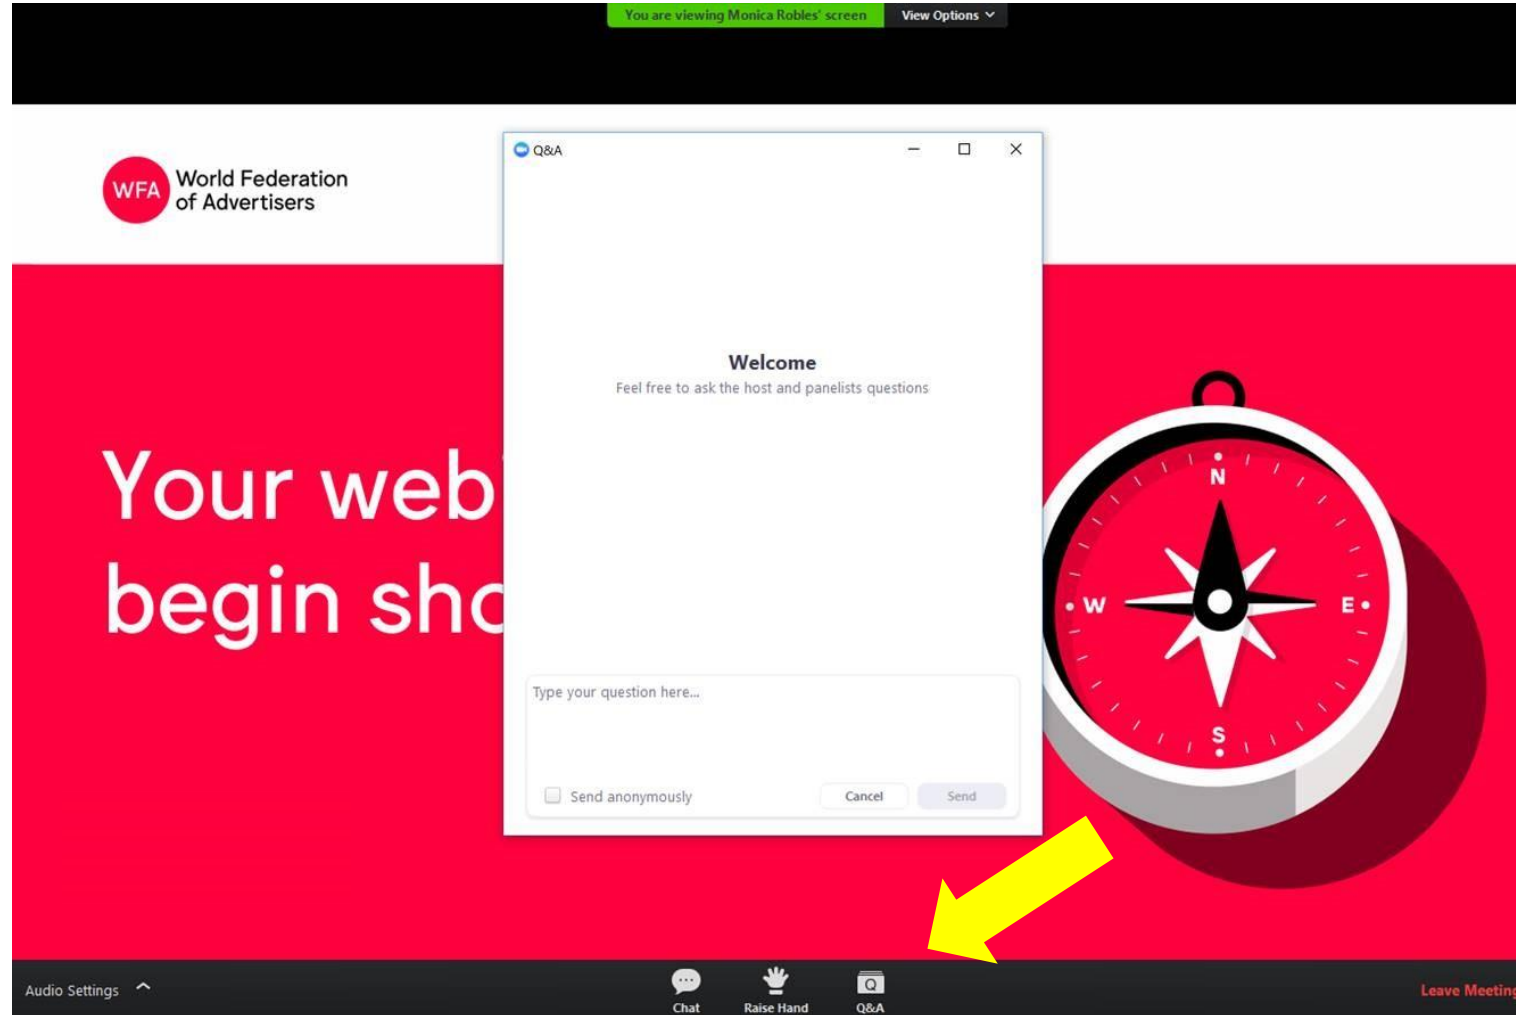 You are viewing Monica Robles' screen View Options
Q&A
WFA
World Federation
of Advertisers
Welcome
Feel free to ask the host and panelists questions
Your web
begin
N
W
E
S
Type your question here...
Send anonymously Cancel Send
Audio Settings
Chat Raise Hand Q Q&A
Leave Meeting